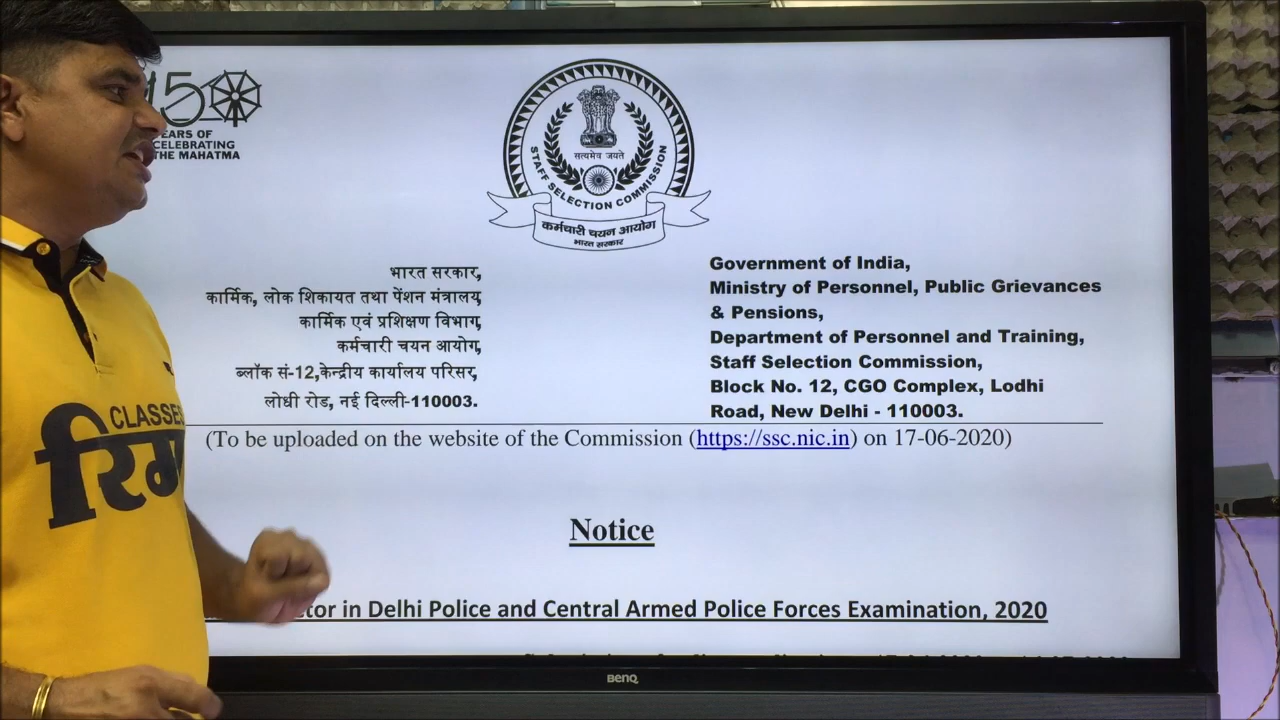 150
YEARS OF
CELEBRATING
THE MAHATMA
सत्यमेव जयते
STAFF SELECTION COMMISSION
कर्मचारी चयन आयोग
भारत सरकार
भारत सरकार,
कार्मिक, लोक शिकायत तथा पेंशन मंत्रालय,
कार्मिक एवं प्रशिक्षण विभाग,
कर्मचारी चयन आयोग,
ब्लॉक सं-12,केन्द्रीय कार्यालय परिसर,
लोधी रोड, नई दिल्ली-110003.
Government of India,
Ministry of Personnel, Public Grievances
& Pensions,
Department of Personnel and Training,
Staff Selection Commission,
Block No. 12, CGO Complex, Lodhi
Road, New Delhi - 110003.
(To be uploaded on the website of the Commission (https://ssc.nic.in) on 17-06-2020)
Notice
in Delhi Police and Central Armed Police Forces Examination, 2020
CLASSES
BENQ